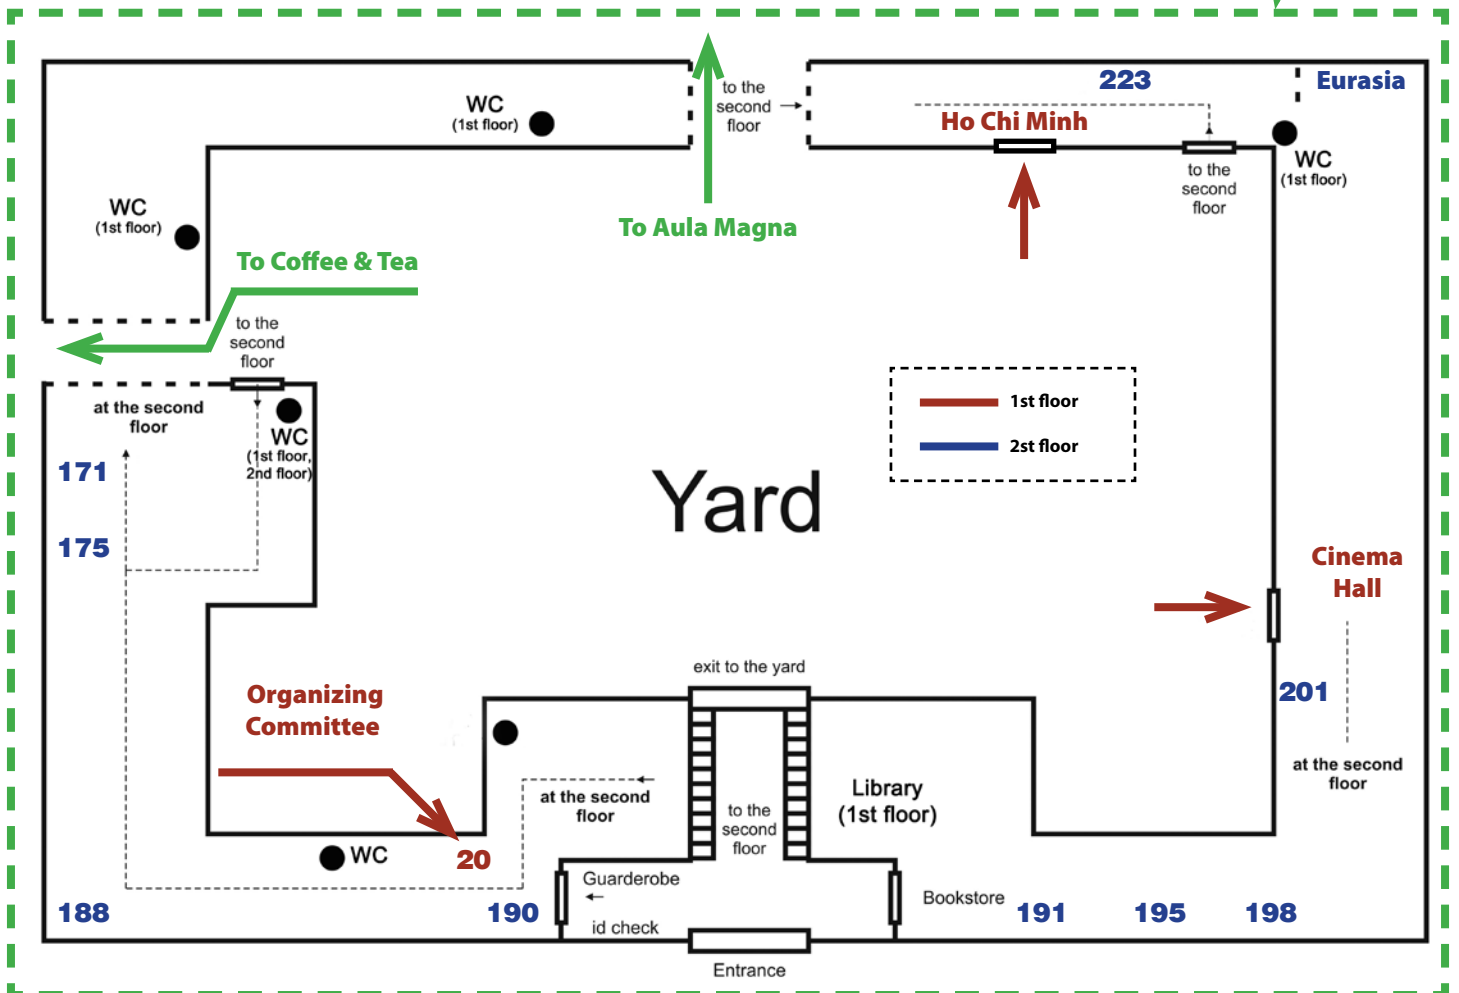 223
Eurasia
to the
second
floor
WC
(1st floor)
Ho Chi Minh
WC
(1st floor)
to the
second
floor
WC
(1st floor)
To Aula Magna
To Coffee & Tea
to the
second
floor
at the second
floor
WC
(1st floor,
2nd floor)
1st floor
2st floor
171
175
Yard
Cinema
Hall
exit to the yard
Organizing
Committee
201
at the second
floor
at the second
floor
to the
second
floor
Library
(1st floor)
WC
20
Guarderobe
id check
Bookstore
188
190
191
195
198
Entrance